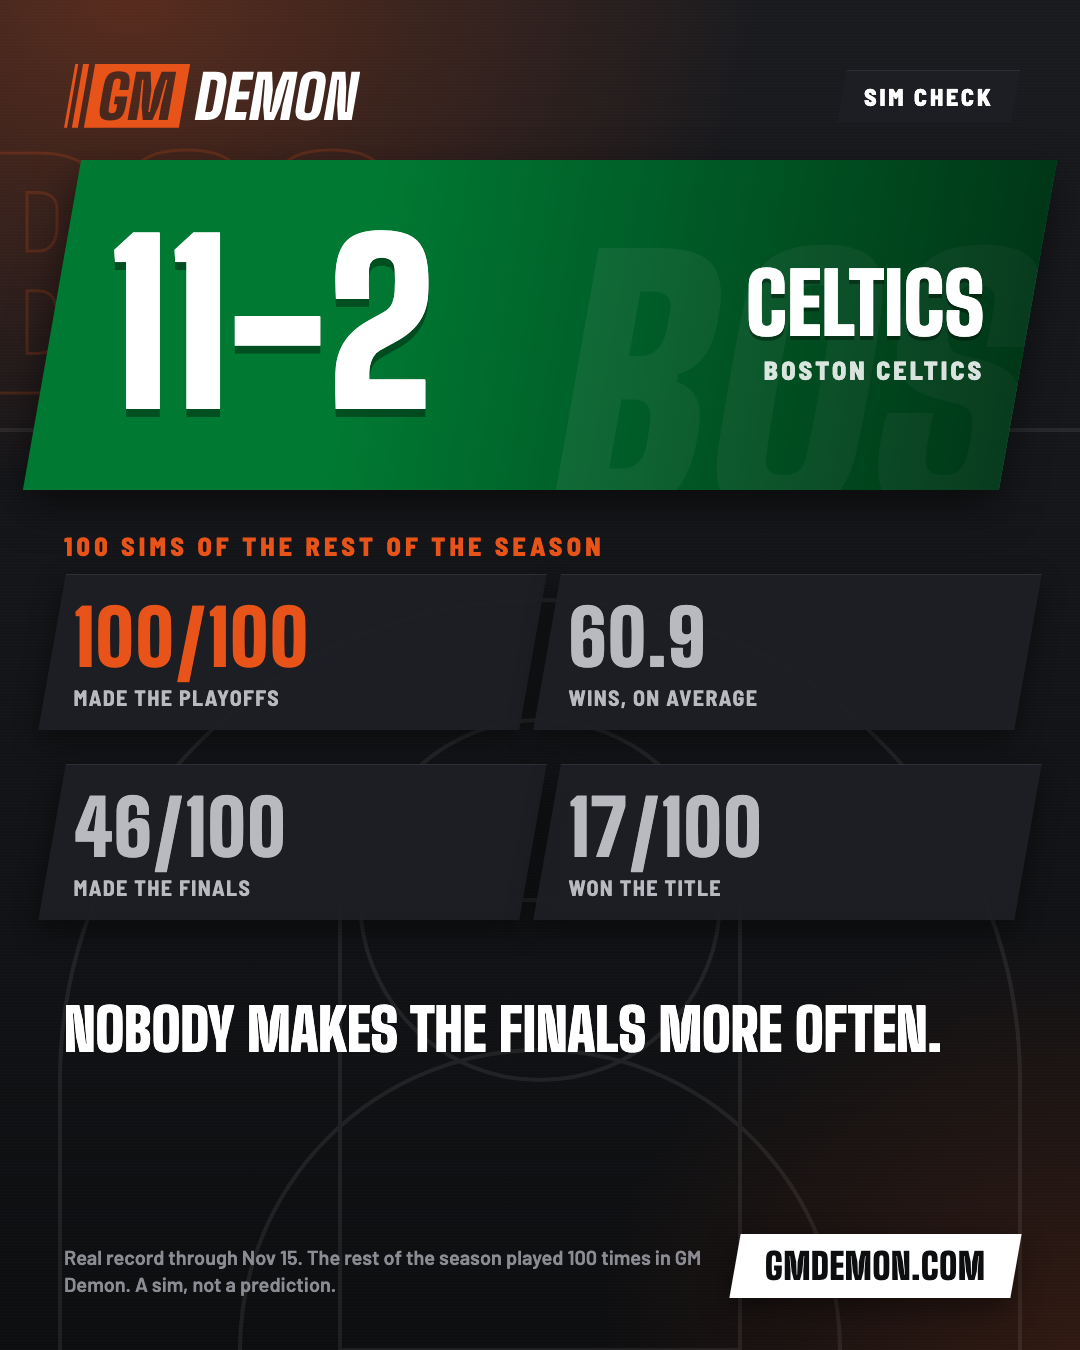 GM DEMON
SIM CHECK
11–2
CELTICS
BOSTON CELTICS
BOS
100 SIMS OF THE REST OF THE SEASON
100/100
MADE THE PLAYOFFS
60.9
WINS, ON AVERAGE
46/100
MADE THE FINALS
17/100
WON THE TITLE
NOBODY MAKES THE FINALS MORE OFTEN.
Real record through Nov 15. The rest of the season played 100 times in GM
Demon. A sim, not a prediction.
GMDEMON.COM